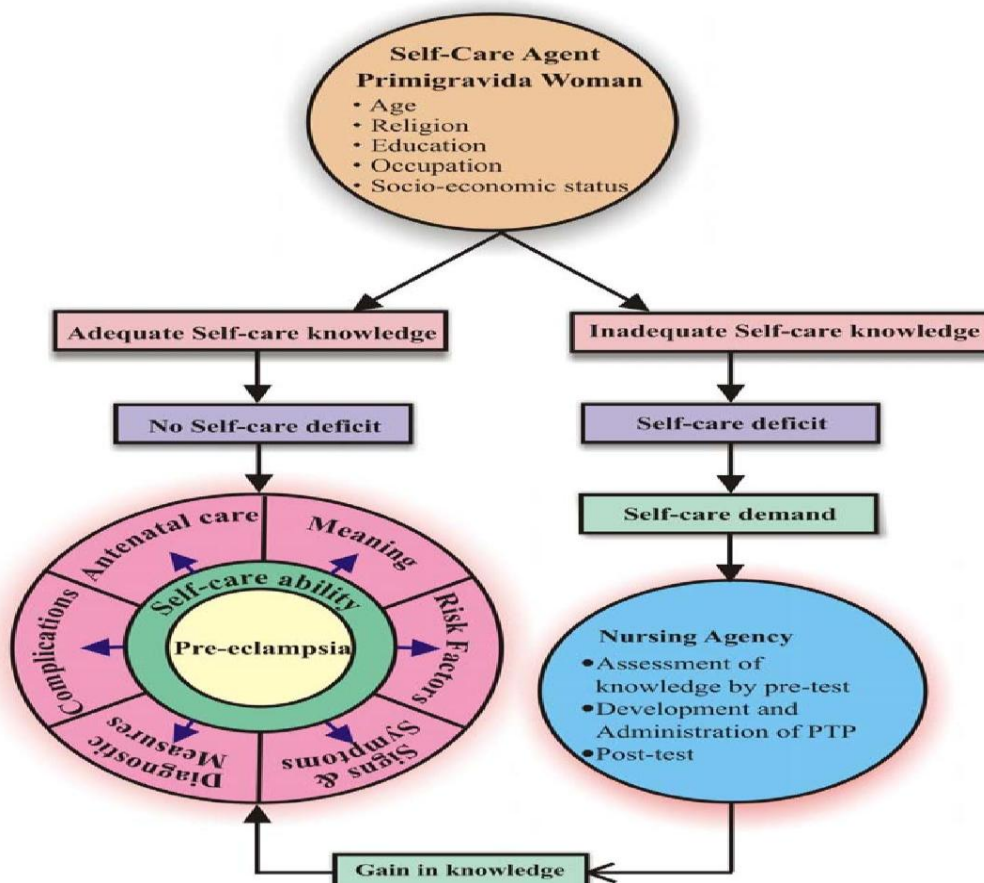 Self-Care Agent
Primigravida Woman
• Age
• Religion
• Education
• Occupation
• Socio-economic status
Adequate Self-care knowledge
Inadequate Self-care knowledge
No Self-care deficit
Self-care deficit
Self-care demand
Antenatal care
Meaning
Risk Factors
Signs &
Symptoms
Diagnostic
Measures
Complications
Self-care ability
Pre-eclampsia
Nursing Agency
•Assessment of
knowledge by pre-test
•Development and
Administration of PTP
•Post-test
Gain in knowledge